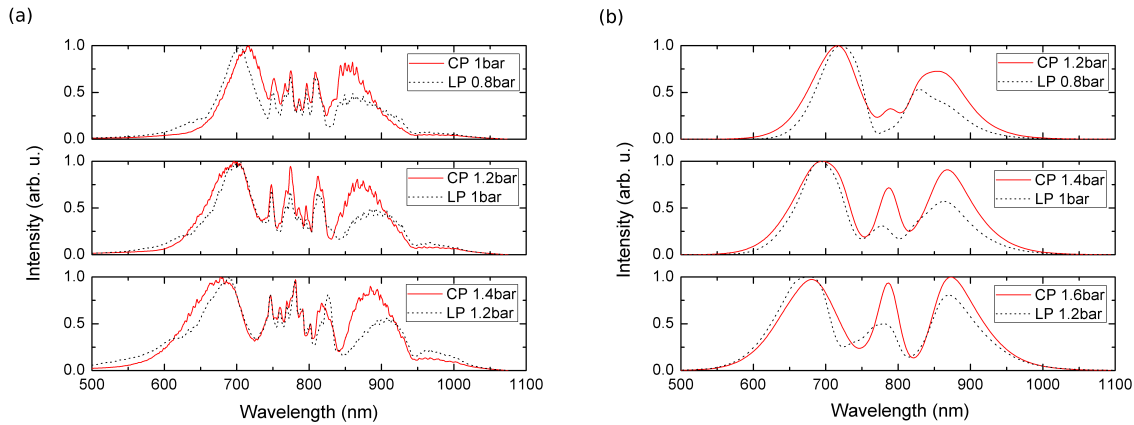 (a)
Intensity (arb. u.)
1.0
0.5
0.0
CP 1bar
LP 0.8bar
1.0
0.5
0.0
CP 1.2bar
LP 1bar
1.0
0.5
0.0
CP 1.4bar
LP 1.2bar
500 600 700 800 900 1000 1100
Wavelength (nm)
(b)
Intensity (arb. u.)
1.0
0.5
0.0
CP 1.2bar
LP 0.8bar
1.0
0.5
0.0
CP 1.4bar
LP 1bar
1.0
0.5
0.0
CP 1.6bar
LP 1.2bar
500 600 700 800 900 1000 1100
Wavelength (nm)